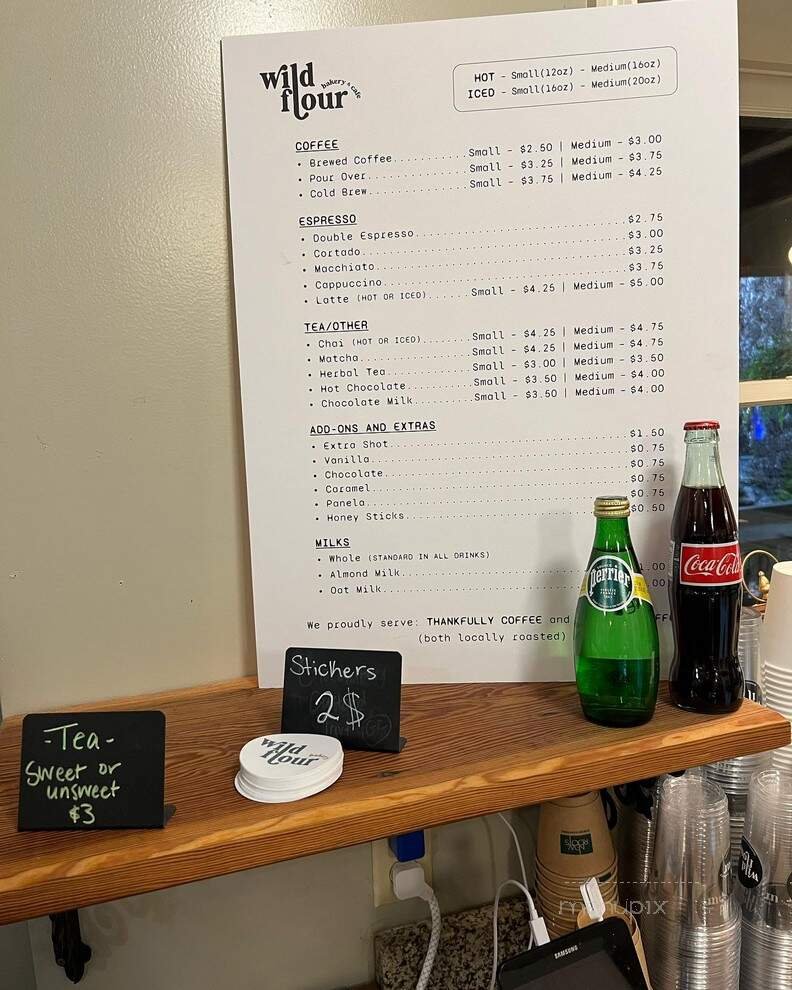 wild
flour
bakery + cafe
HOT - Small(12oz) - Medium(16oz)
ICED - Small(16oz) - Medium(20oz)
COFFEE
• Brewed Coffee..........Small - $2.50 | Medium - $3.00
• Pour Over..............Small - $3.25 | Medium - $3.75
• Cold Brew..............Small - $3.75 | Medium - $4.25
ESPRESSO
• Double Espresso..............................$2.75
• Cortado......................................$3.00
• Macchiato....................................$3.25
• Cappuccino...................................$3.75
• Latte (HOT OR ICED)......Small - $4.25 | Medium - $5.00
TEA/OTHER
• Chai (HOT OR ICED).......Small - $4.25 | Medium - $4.75
• Matcha.................Small - $4.25 | Medium - $4.75
• Herbal Tea.............Small - $3.00 | Medium - $3.50
• Hot Chocolate..........Small - $3.50 | Medium - $4.00
• Chocolate Milk.........Small - $3.50 | Medium - $4.00
ADD-ONS AND EXTRAS
• Extra Shot...................................$1.50
• Vanilla......................................$0.75
• Chocolate....................................$0.75
• Caramel......................................$0.75
• Panela.......................................$0.75
• Honey Sticks.................................$0.50
MILKS
• Whole (STANDARD IN ALL DRINKS)
• Almond Milk..............................1.00
• Oat Milk.................................00
We proudly serve: THANKFULLY COFFEE and
(both locally roasted)
Perrier
Coca-Cola
Stickers
2$
-Tea-
Sweet or
unsweet
$3
wild
flour
bakery
SAMSUNG
menupix